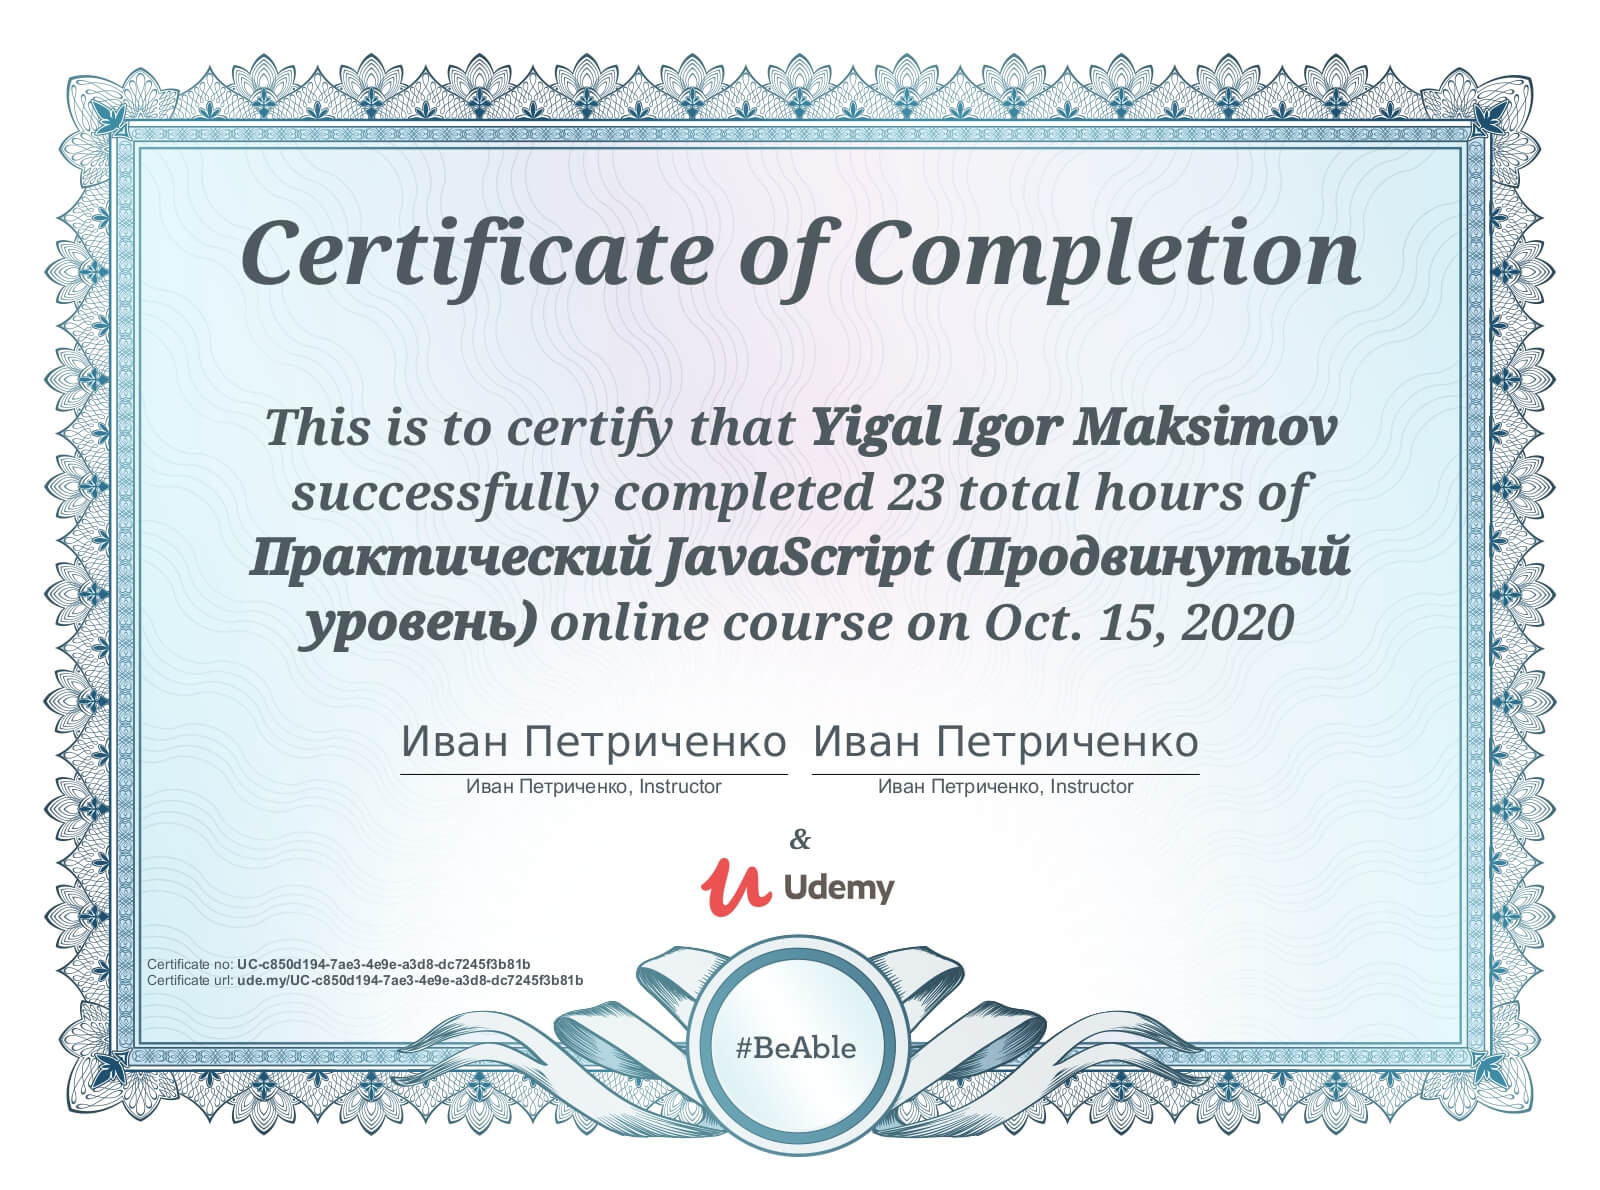 Certificate of Completion
This is to certify that Yigal Igor Maksimov
successfully completed 23 total hours of
Практический JavaScript (Продвинутый
уровень) online course on Oct. 15, 2020
Иван Петриченко Иван Петриченко
Иван Петриченко, Instructor Иван Петриченко, Instructor
&
Udemy
Certificate no: UC-c850d194-7ae3-4e9e-a3d8-dc7245f3b81b
Certificate url: ude.my/UC-c850d194-7ae3-4e9e-a3d8-dc7245f3b81b
#BeAble